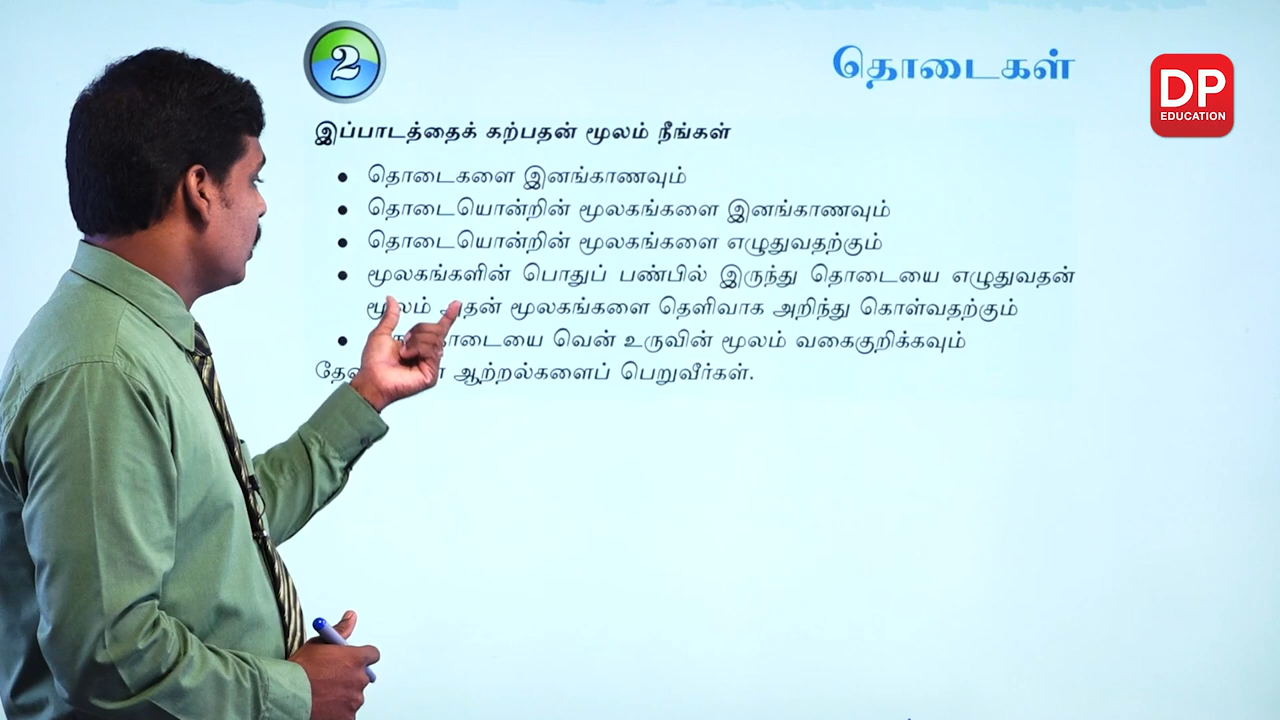 2
தொடைகள்
DP
EDUCATION
இப்பாடத்தைக் கற்பதன் மூலம் நீங்கள்
• தொடைகளை இனங்காணவும்
• தொடையொன்றின் மூலகங்களை இனங்காணவும்
• தொடையொன்றின் மூலகங்களை எழுதுவதற்கும்
• மூலகங்களின் பொதுப் பண்பில் இருந்து தொடையை எழுதுவதன்
மூலம் அதன் மூலகங்களை தெளிவாக அறிந்து கொள்வதற்கும்
• வென் உருவின் மூலம் வகைகுறிக்கவும்
ஆற்றல்களைப் பெறுவீர்கள்.